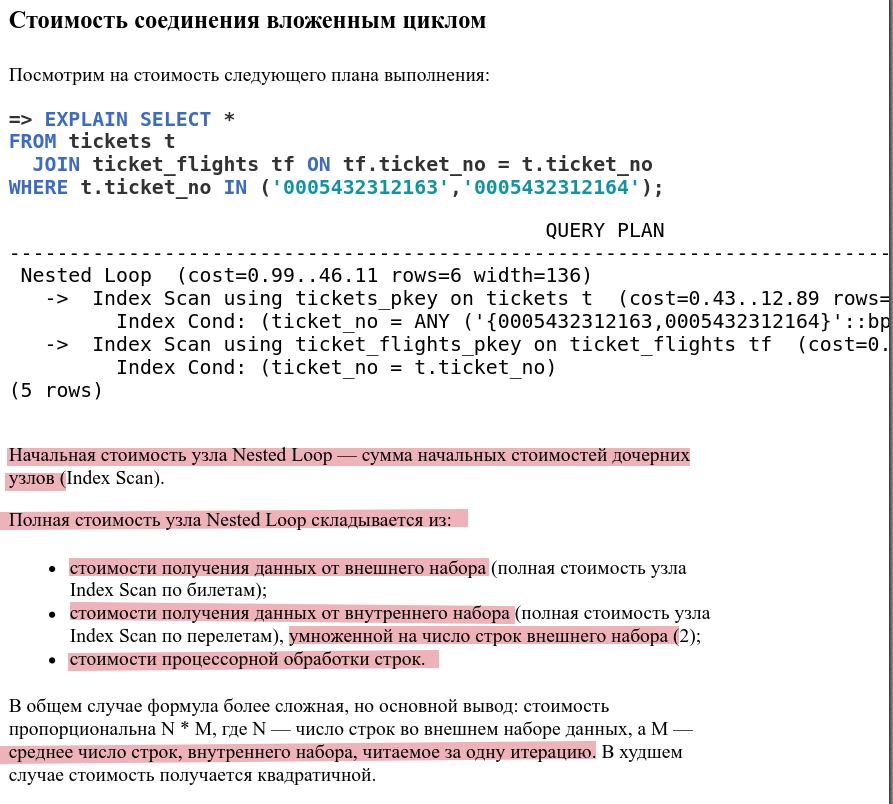 Стоимость соединения вложенным циклом
Посмотрим на стоимость следующего плана выполнения:
=> EXPLAIN SELECT *
FROM tickets t
  JOIN ticket_flights tf ON tf.ticket_no = t.ticket_no
WHERE t.ticket_no IN ('0005432312163','0005432312164');
QUERY PLAN
--------------------------------------------------------------------------
 Nested Loop  (cost=0.99..46.11 rows=6 width=136)
   ->  Index Scan using tickets_pkey on tickets t  (cost=0.43..12.89 rows=
         Index Cond: (ticket_no = ANY ('{0005432312163,0005432312164}'::bp
   ->  Index Scan using ticket_flights_pkey on ticket_flights tf  (cost=0.
         Index Cond: (ticket_no = t.ticket_no)
(5 rows)
Начальная стоимость узла Nested Loop — сумма начальных стоимостей дочерних
узлов (Index Scan).
Полная стоимость узла Nested Loop складывается из:
• стоимости получения данных от внешнего набора (полная стоимость узла
Index Scan по билетам);
• стоимости получения данных от внутреннего набора (полная стоимость узла
Index Scan по перелетам), умноженной на число строк внешнего набора (2);
• стоимости процессорной обработки строк.
В общем случае формула более сложная, но основной вывод: стоимость
пропорциональна N * M, где N — число строк во внешнем наборе данных, а M —
среднее число строк, внутреннего набора, читаемое за одну итерацию. В худшем
случае стоимость получается квадратичной.